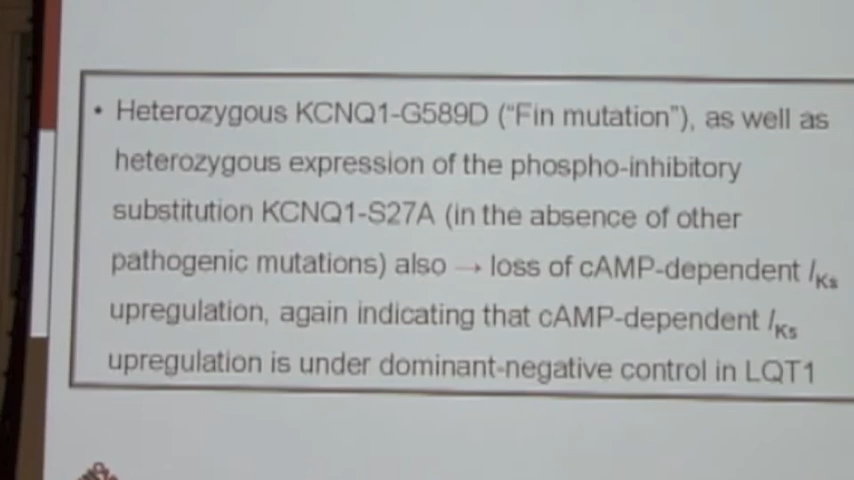 • Heterozygous KCNQ1-G589D ("Fin mutation"), as well as
heterozygous expression of the phospho-inhibitory
substitution KCNQ1-S27A (in the absence of other
pathogenic mutations) also → loss of cAMP-dependent IKs
upregulation, again indicating that cAMP-dependent IKs
upregulation is under dominant-negative control in LQT1